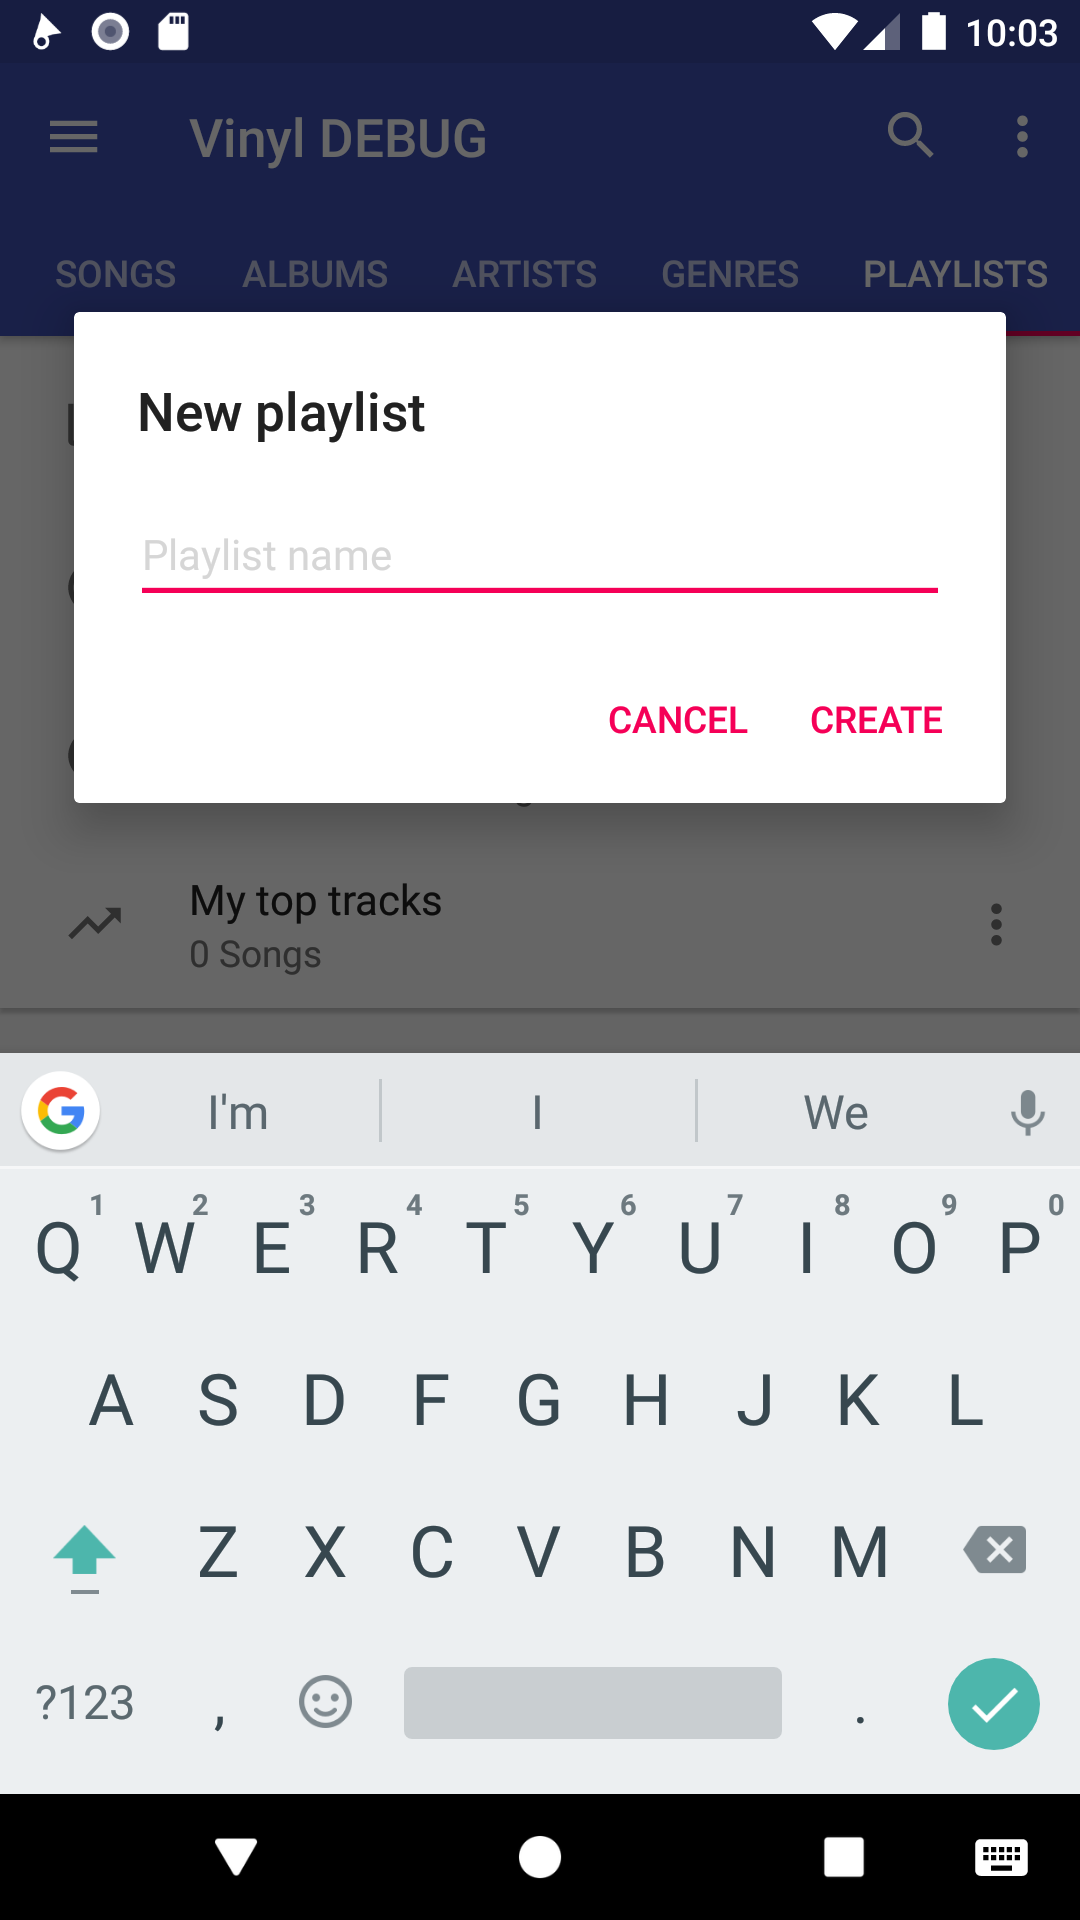 10:03
Vinyl DEBUG
SONGS ALBUMS ARTISTS GENRES PLAYLISTS
New playlist
Playlist name
CANCEL CREATE
My top tracks
0 Songs
I'm I We
1 2 3 4 5 6 7 8 9 0
Q W E R T Y U I O P
A S D F G H J K L
Z X C V B N M
?123 , .